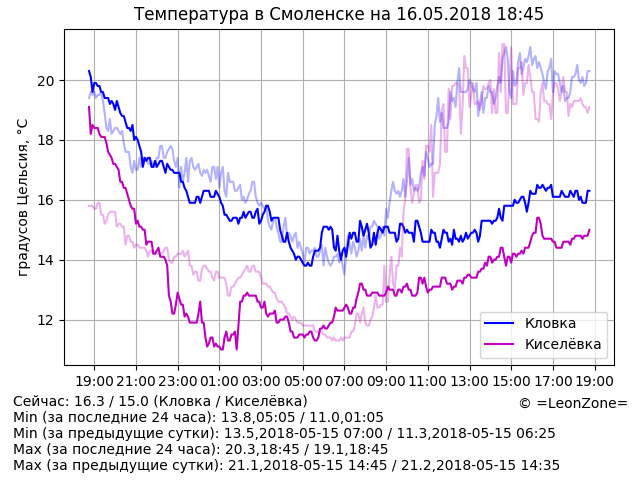 Температура в Смоленске на 16.05.2018 18:45
градусов Цельсия, °C
20
18
16
14
12
19:00 21:00 23:00 01:00 03:00 05:00 07:00 09:00 11:00 13:00 15:00 17:00 19:00
Кловка
Киселёвка
Сейчас: 16.3 / 15.0 (Кловка / Киселёвка)
© =LeonZone=
Min (за последние 24 часа): 13.8,05:05 / 11.0,01:05
Min (за предыдущие сутки): 13.5,2018-05-15 07:00 / 11.3,2018-05-15 06:25
Max (за последние 24 часа): 20.3,18:45 / 19.1,18:45
Max (за предыдущие сутки): 21.1,2018-05-15 14:45 / 21.2,2018-05-15 14:35